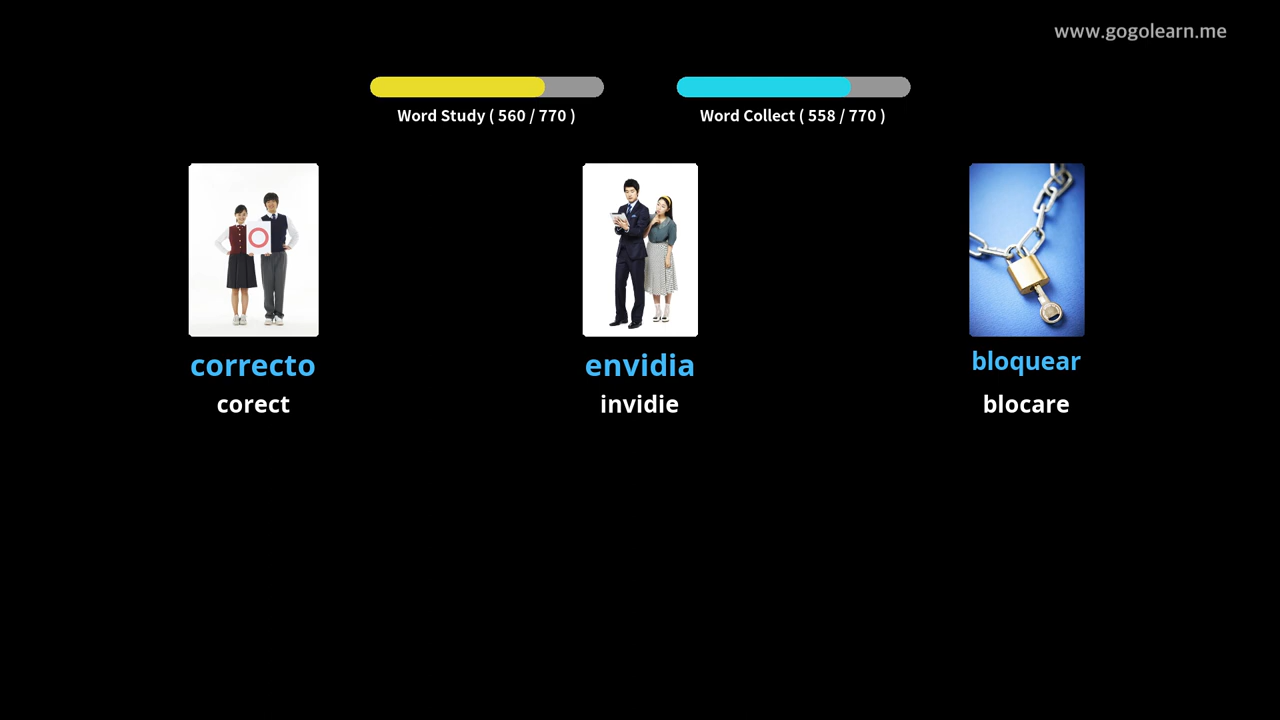 www.gogolearn.me
Word Study ( 560 / 770 )
Word Collect ( 558 / 770 )
correcto
corect
envidia
invidie
bloquear
blocare